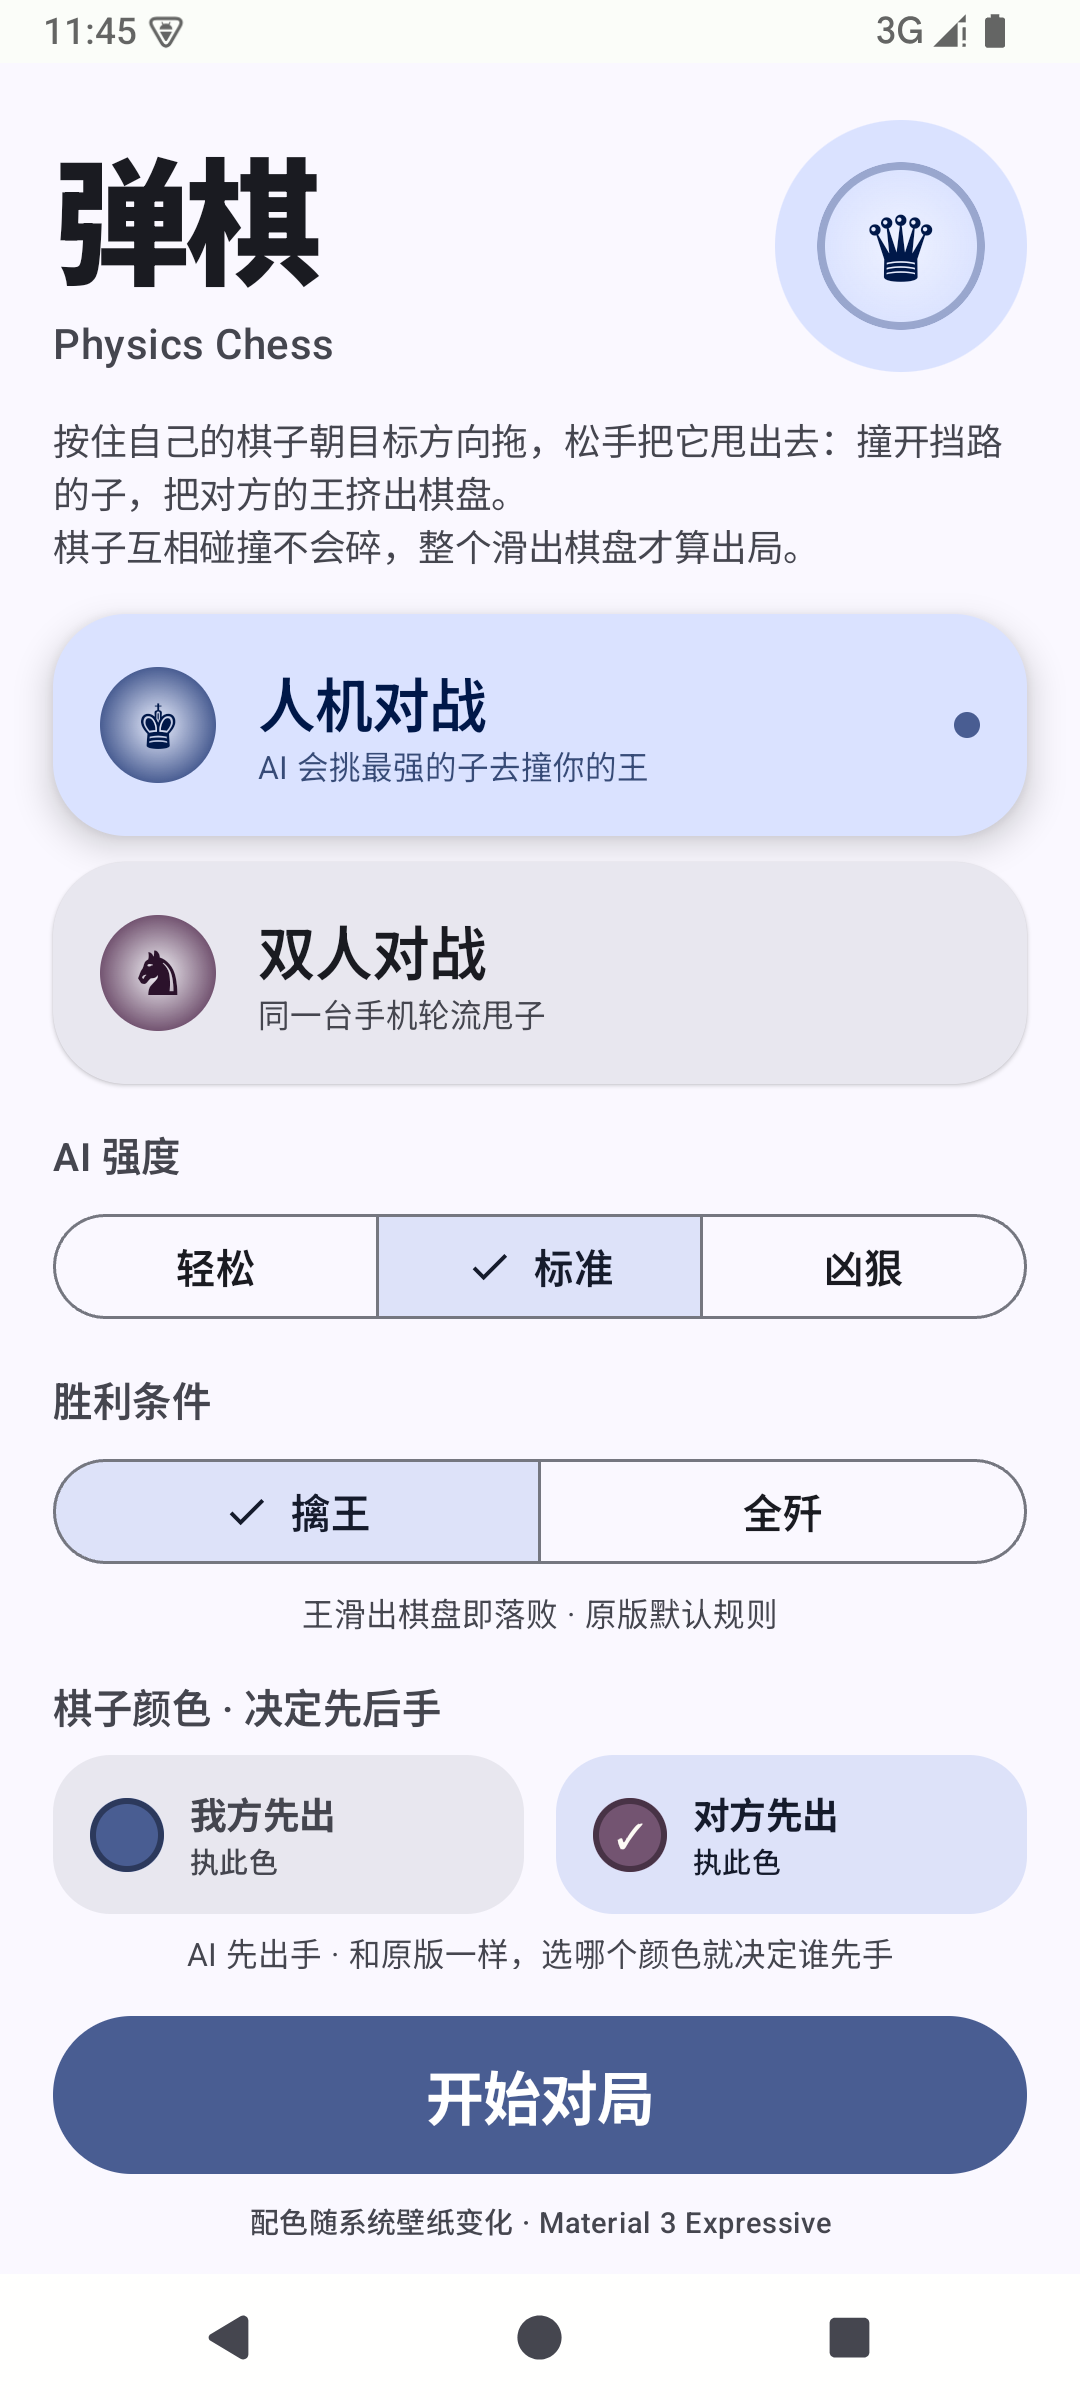 11:45
3G
弹棋
Physics Chess
按住自己的棋子朝目标方向拖，松手把它甩出去：撞开挡路
的子，把对方的王挤出棋盘。
棋子互相碰撞不会碎，整个滑出棋盘才算出局。
人机对战
AI 会挑最强的子去撞你的王
双人对战
同一台手机轮流甩子
AI 强度
轻松
标准
凶狠
胜利条件
擒王
全歼
王滑出棋盘即落败 · 原版默认规则
棋子颜色 · 决定先后手
我方先出
执此色
对方先出
执此色
AI 先出手 · 和原版一样，选哪个颜色就决定谁先手
开始对局
配色随系统壁纸变化 · Material 3 Expressive